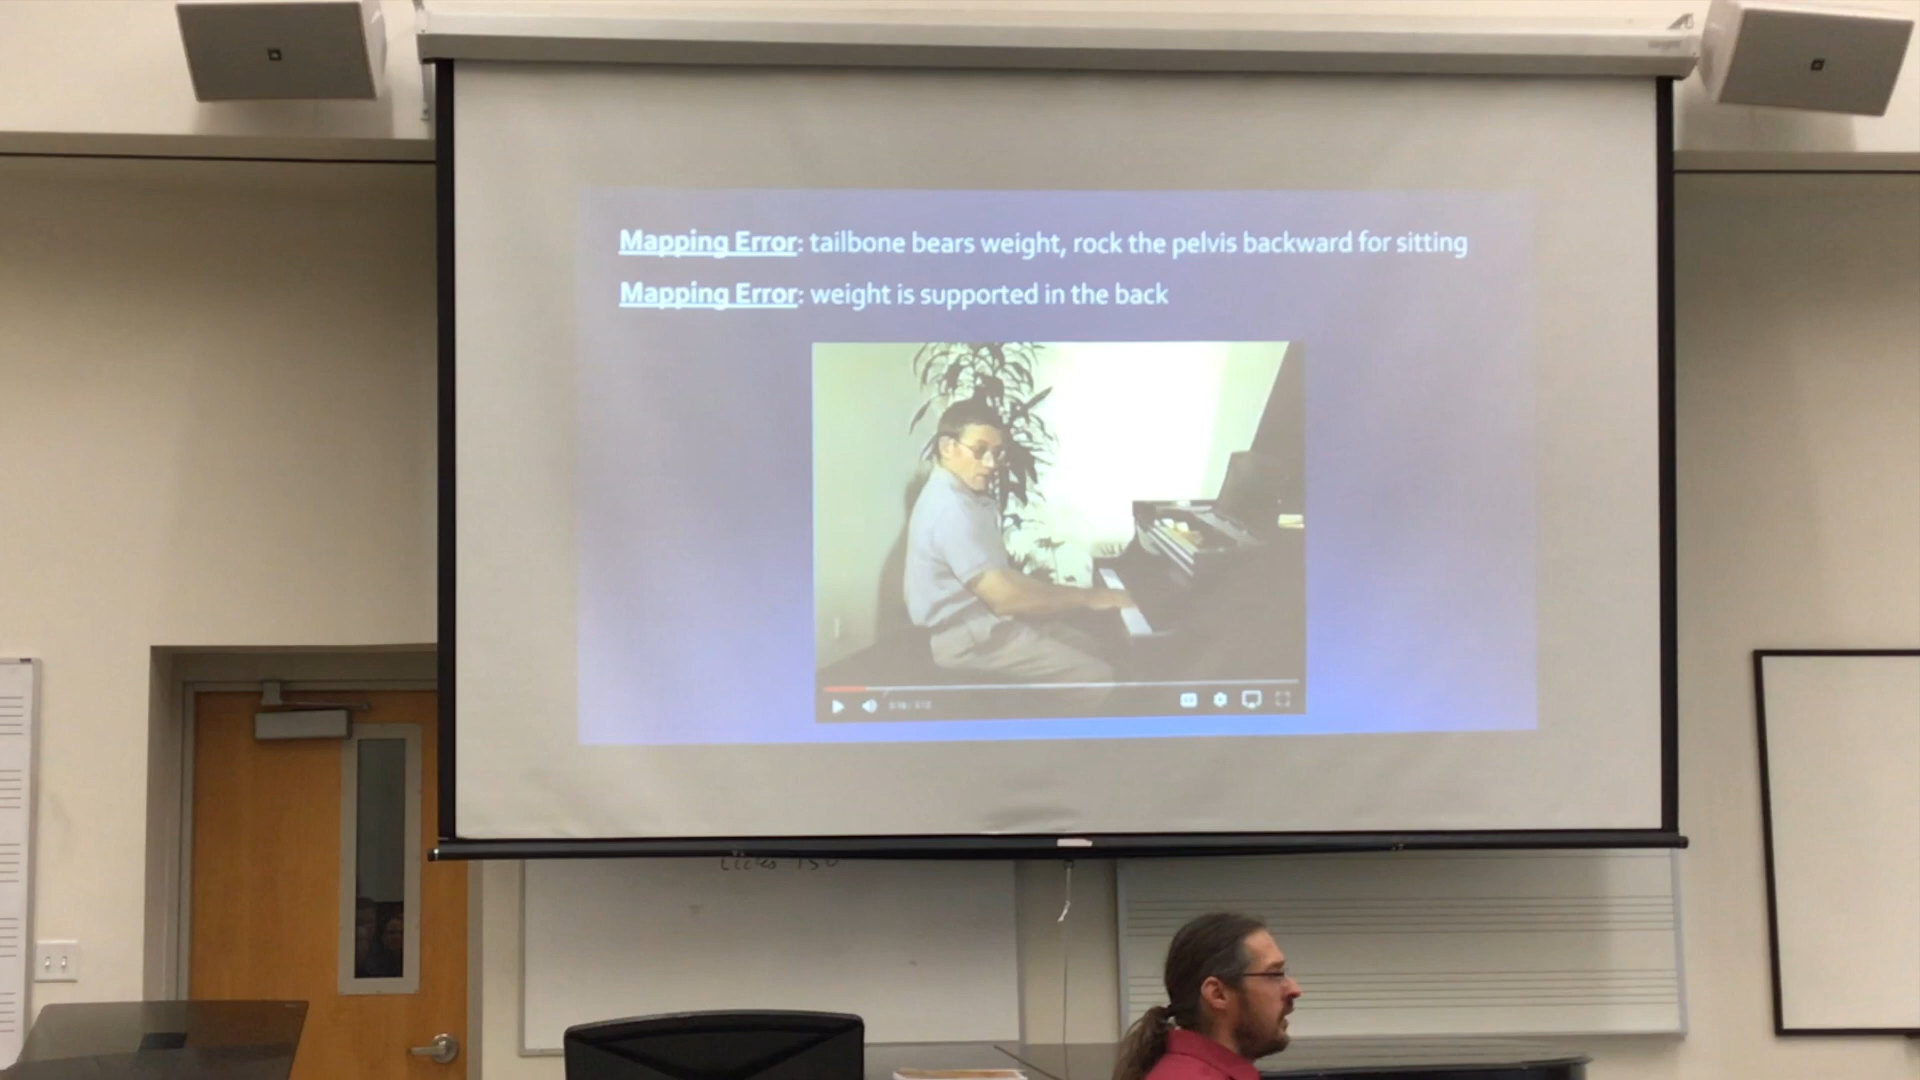 Mapping Error: tailbone bears weight, rock the pelvis backward for sitting
Mapping Error: weight is supported in the back